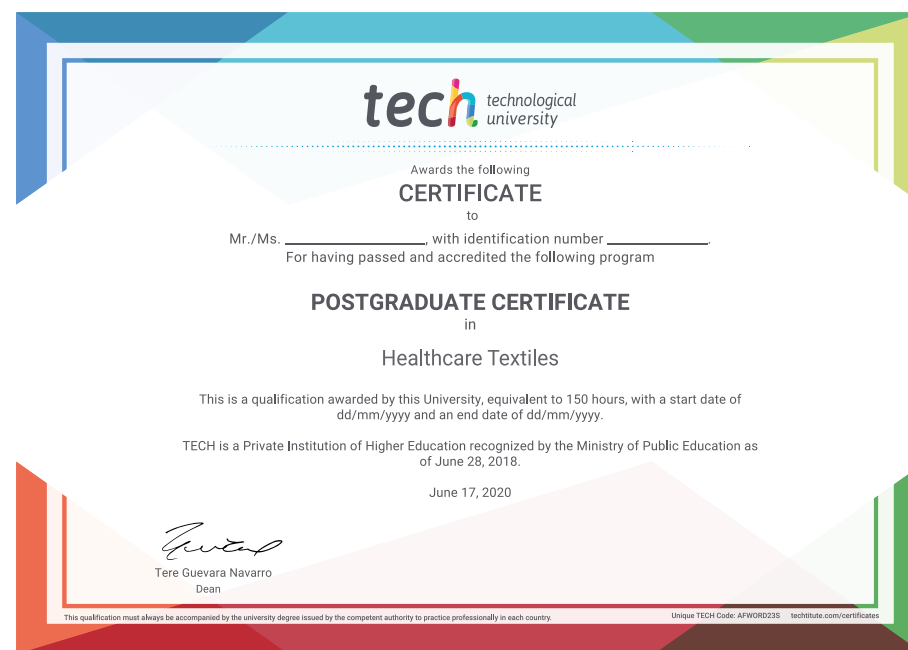 tech technological
university
Awards the following
CERTIFICATE
to
Mr./Ms. ____________________, with identification number ______________.
For having passed and accredited the following program
POSTGRADUATE CERTIFICATE
in
Healthcare Textiles
This is a qualification awarded by this University, equivalent to 150 hours, with a start date of
dd/mm/yyyy and an end date of dd/mm/yyyy.
TECH is a Private Institution of Higher Education recognized by the Ministry of Public Education as
of June 28, 2018.
June 17, 2020
Tere Guevara Navarro
Dean
This qualification must always be accompanied by the university degree issued by the competent authority to practice professionally in each country.
Unique TECH Code: AFWORD23S techtitute.com/certificates